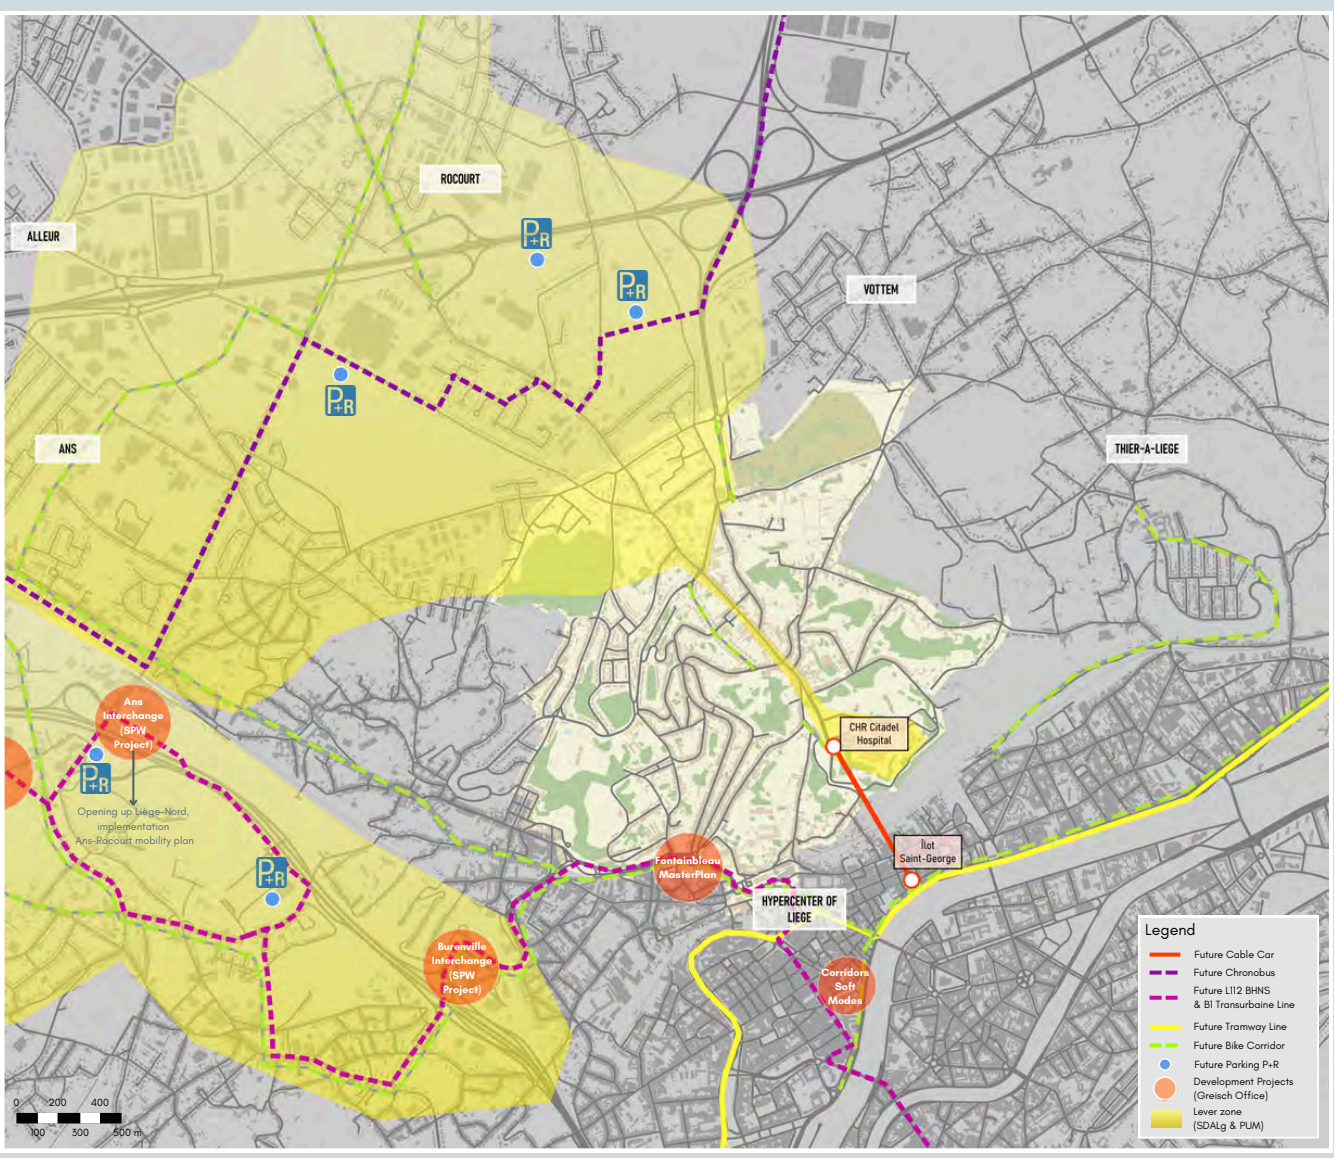 ROCOURT
ALLEUR
P+R
P+R
VOTTEM
P+R
ANS
THIER-A-LIEGE
Ans
Interchange
(SPW
Project)
CHR Citadel
Hospital
P+R
Opening up Liège-Nord,
implementation
Ans-Rocourt mobility plan
Îlot
Saint-George
P+R
Fontainbleau
MasterPlan
HYPERCENTER OF
LIEGE
Burenville
Interchange
(SPW
Project)
Corridors
Soft
Modes
Legend
Future Cable Car
Future Chronobus
Future L112 BHNS
& B1 Transurbaine Line
Future Tramway Line
Future Bike Corridor
Future Parking P+R
Development Projects
(Greisch Office)
Lever zone
(SDALg & PUM)
0 200 400
100 300 500 m